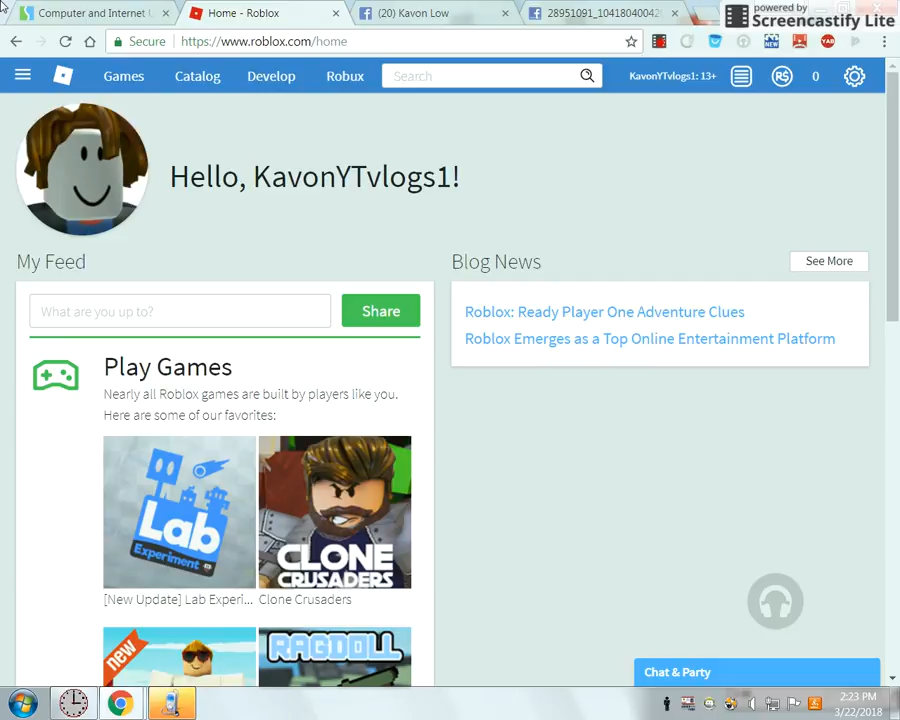 Computer and Internet U
Home - Roblox
(20) Kavon Low
28951091_1041804004
powered by
Screencastify Lite
Secure
https://www.roblox.com/home
NEW
YAB
Games
Catalog
Develop
Robux
Search
KavonYTvlogs1: 13+
R$
0
Hello, KavonYTvlogs1!
My Feed
Blog News
See More
What are you up to?
Share
Roblox: Ready Player One Adventure Clues
Roblox Emerges as a Top Online Entertainment Platform
Play Games
Nearly all Roblox games are built by players like you.
Here are some of our favorites:
Lab
Experiment
CLONE
CRUSADERS
[New Update] Lab Experi...
Clone Crusaders
new
RAGDOLL
Chat & Party
2:23 PM
3/22/2018